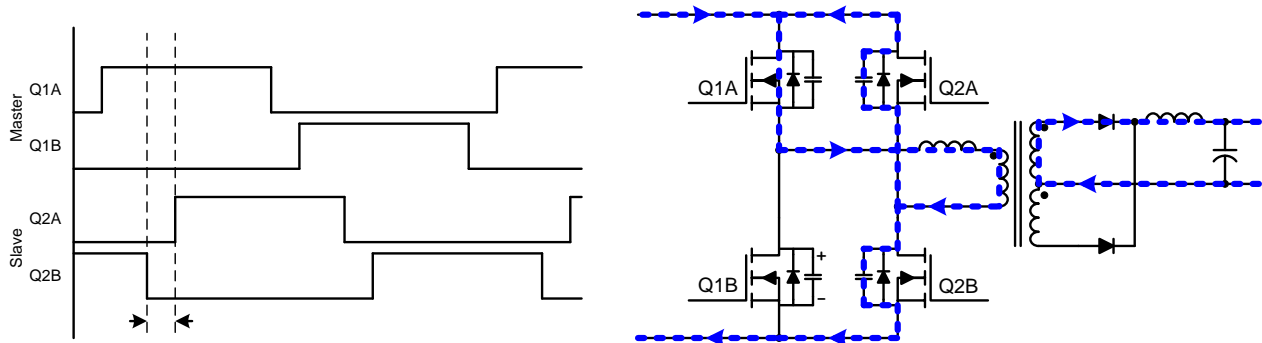 Master
Q1A
Q1B
Slave
Q2A
Q2B
Q1A
Q2A
Q1B
+
–
Q2B